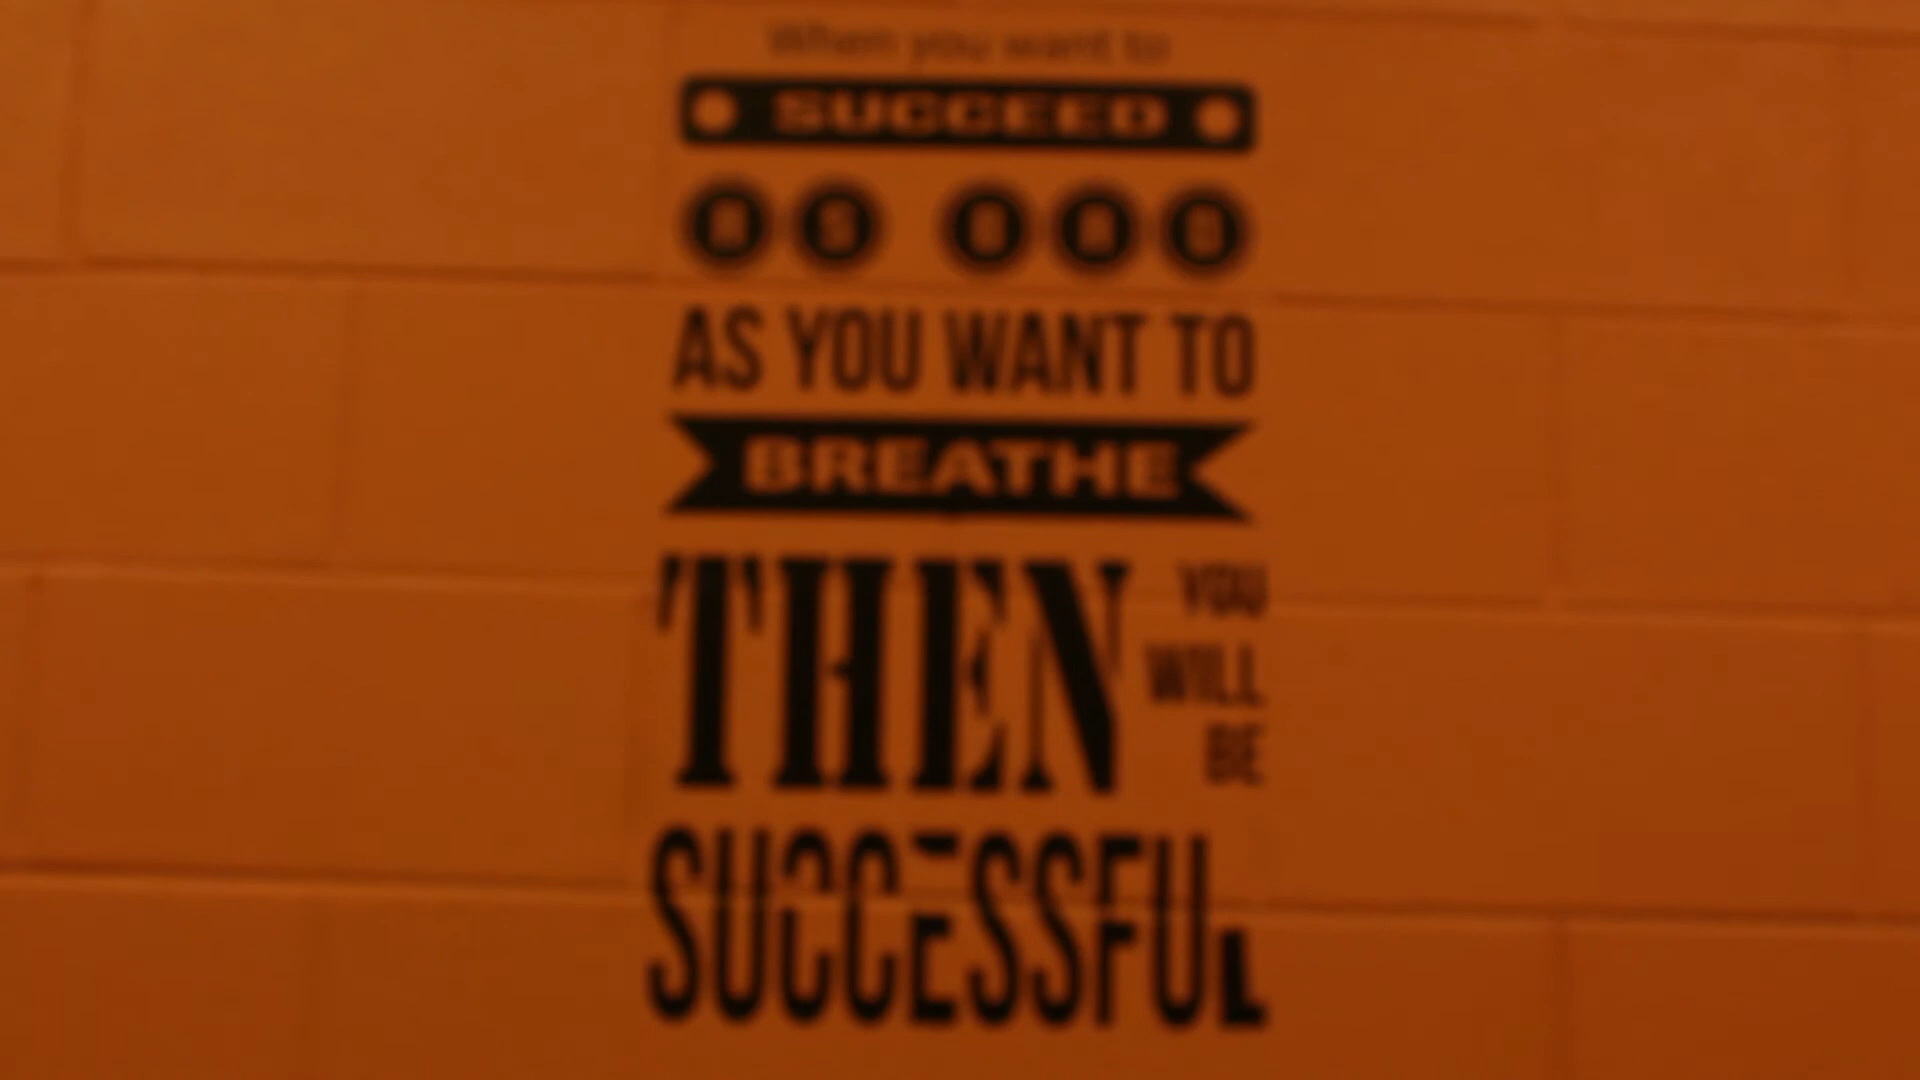 When you want to
SUCCEED
AS YOU WANT TO
BREATHE
THEN YOU
WILL
BE
SUCCESSFUL